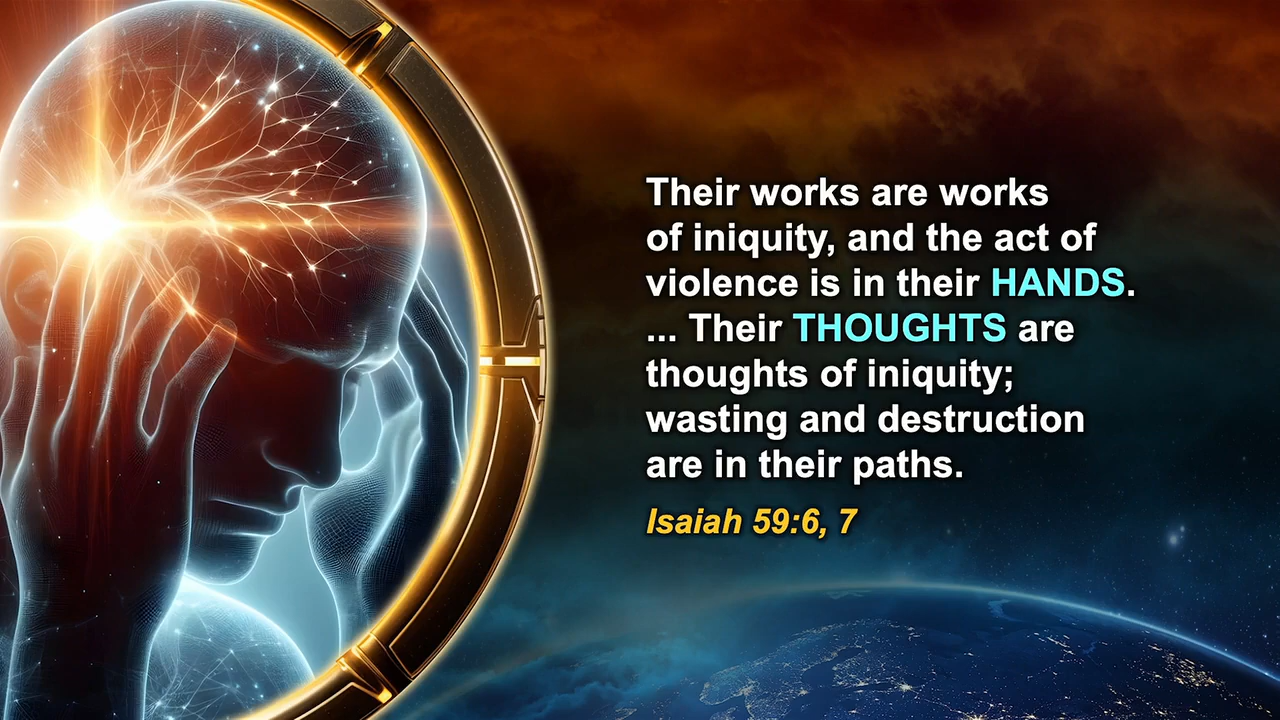 Their works are works
of iniquity, and the act of
violence is in their HANDS.
... Their THOUGHTS are
thoughts of iniquity;
wasting and destruction
are in their paths.
Isaiah 59:6, 7